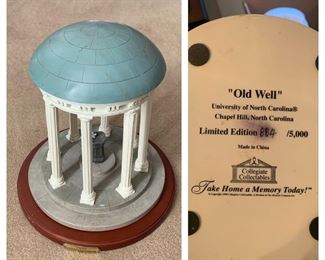 "Old Well"
University of North Carolina®
Chapel Hill, North Carolina
Limited Edition 884 /5,000
Made in China
Collegiate
Collectables
Take Home a Memory Today!™